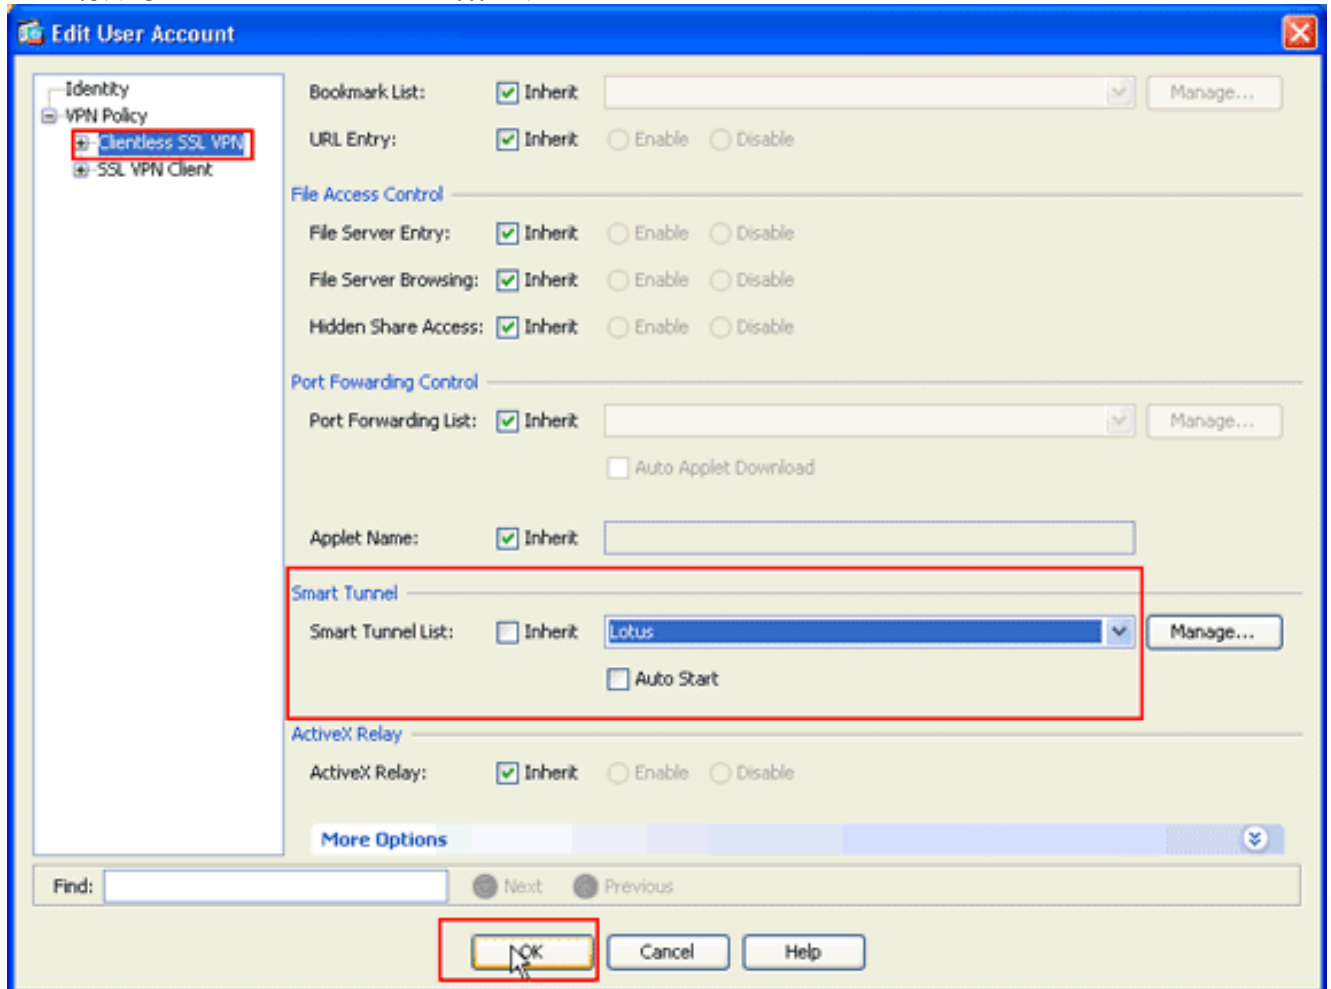 Edit User Account
Identity
VPN Policy
Clientless SSL VPN
SSL VPN Client
Bookmark List: Inherit Manage...
URL Entry: Inherit Enable Disable
File Access Control
File Server Entry: Inherit Enable Disable
File Server Browsing: Inherit Enable Disable
Hidden Share Access: Inherit Enable Disable
Port Fowarding Control
Port Forwarding List: Inherit Manage...
Auto Applet Download
Applet Name: Inherit
Smart Tunnel
Smart Tunnel List: Inherit Lotus Manage...
Auto Start
ActiveX Relay
ActiveX Relay: Inherit Enable Disable
More Options
Find: Next Previous
OK Cancel Help